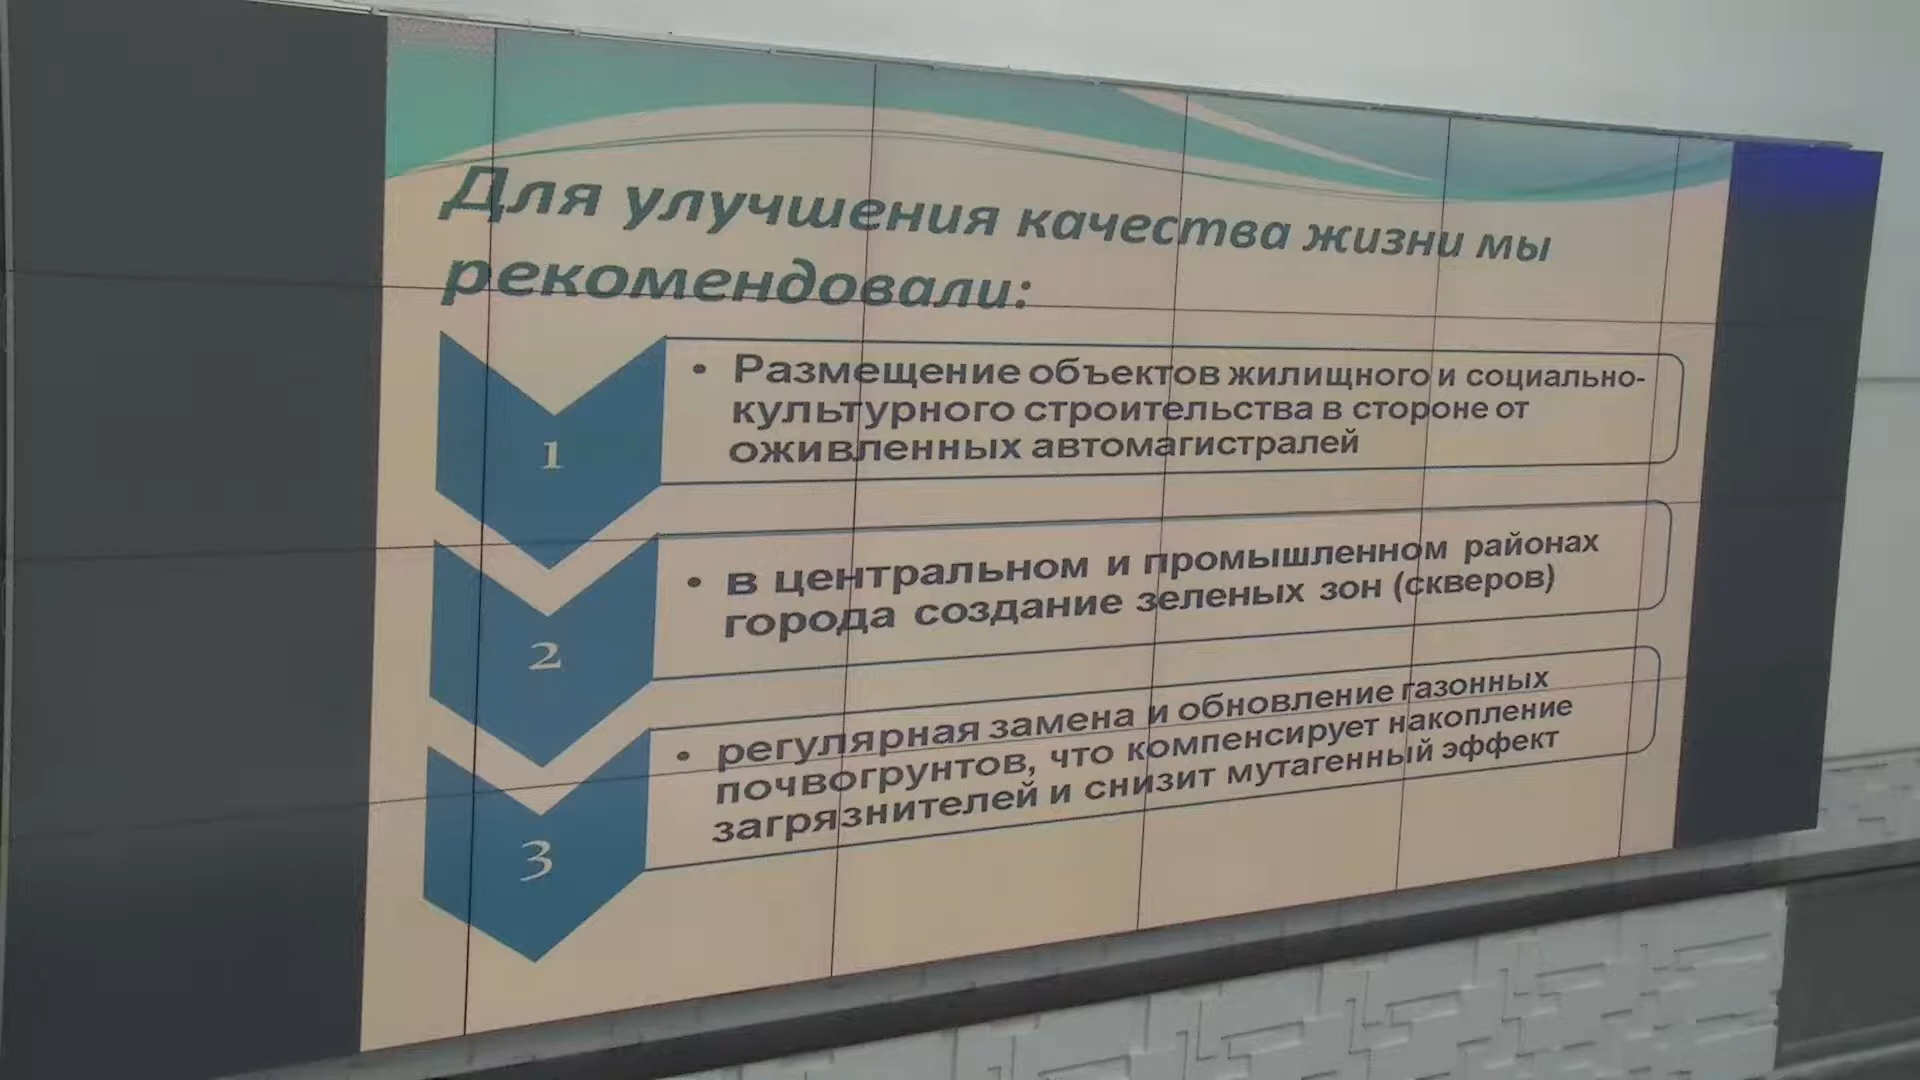 Для улучшения качества жизни мы
рекомендовали:
1
• Размещение объектов жилищного и социально-
культурного строительства в стороне от
оживленных автомагистралей
2
• в центральном и промышленном районах
города создание зеленых зон (скверов)
3
• регулярная замена и обновление газонных
почвогрунтов, что компенсирует накопление
загрязнителей и снизит мутагенный эффект